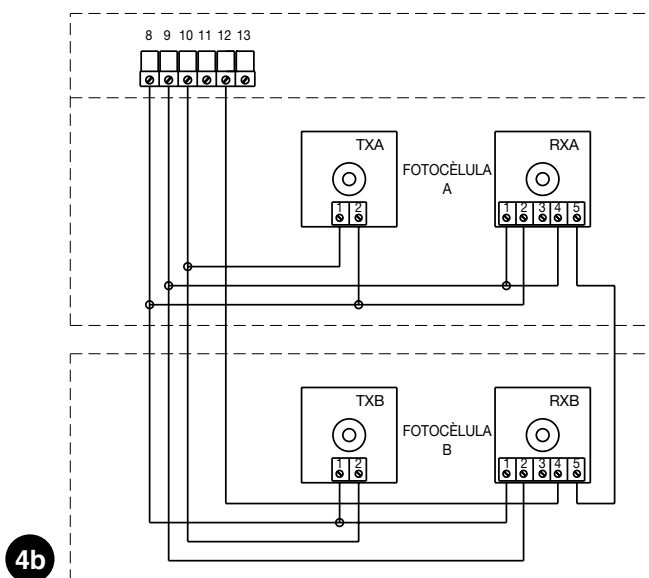 8 9 10 11 12 13
TXA
RXA
FOTOCÈLULA
A
1 2
1 2 3 4 5
TXB
RXB
FOTOCÈLULA
B
1 2
1 2 3 4 5
4b